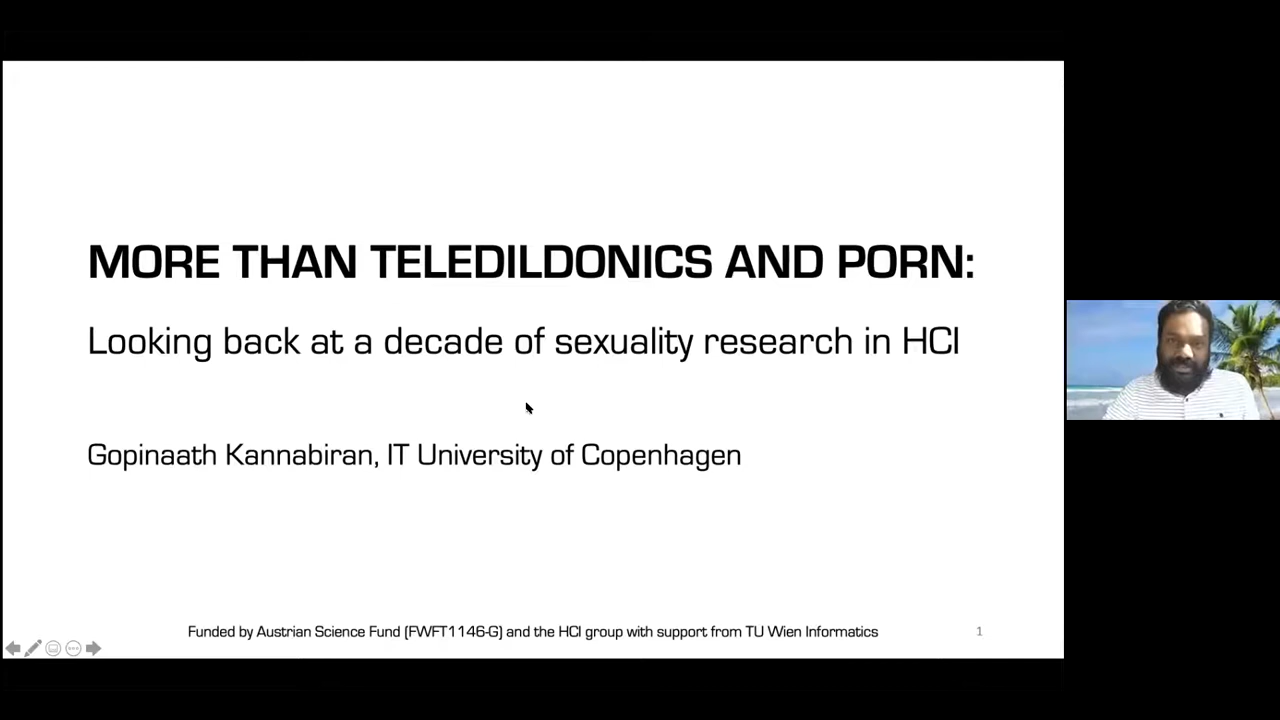 MORE THAN TELEDILDONICS AND PORN:
Looking back at a decade of sexuality research in HCI
Gopinaath Kannabiran, IT University of Copenhagen
Funded by Austrian Science Fund (FWFT1146-G) and the HCI group with support from TU Wien Informatics
1